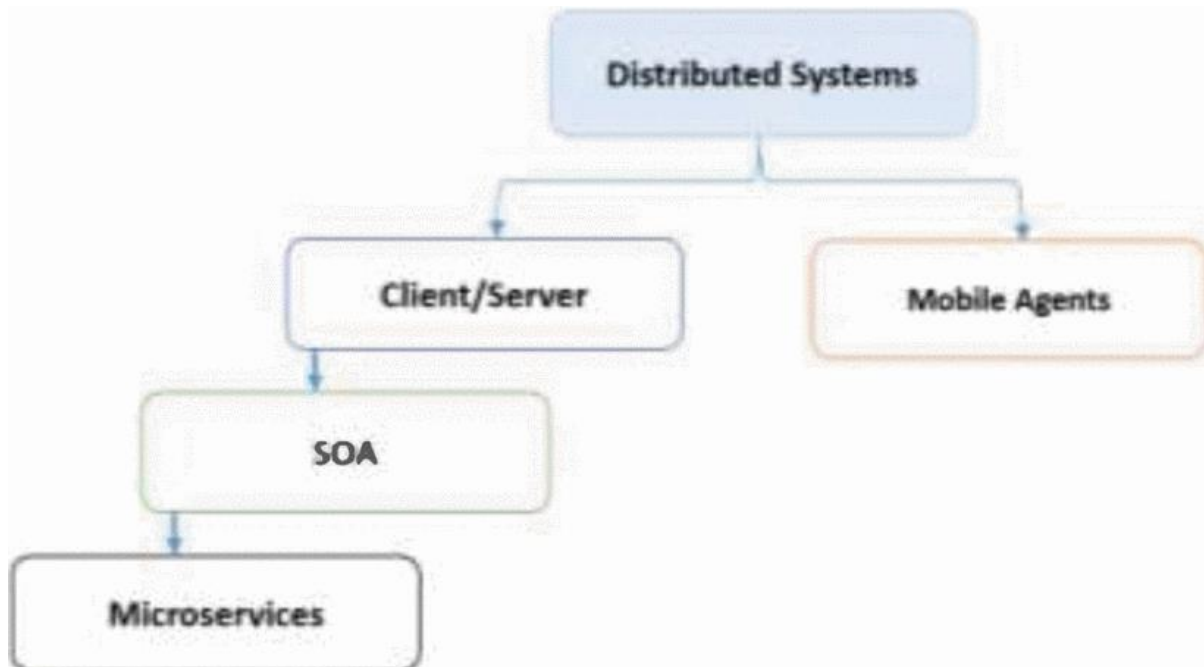 Distributed Systems
Client/Server
Mobile Agents
SOA
Microservices